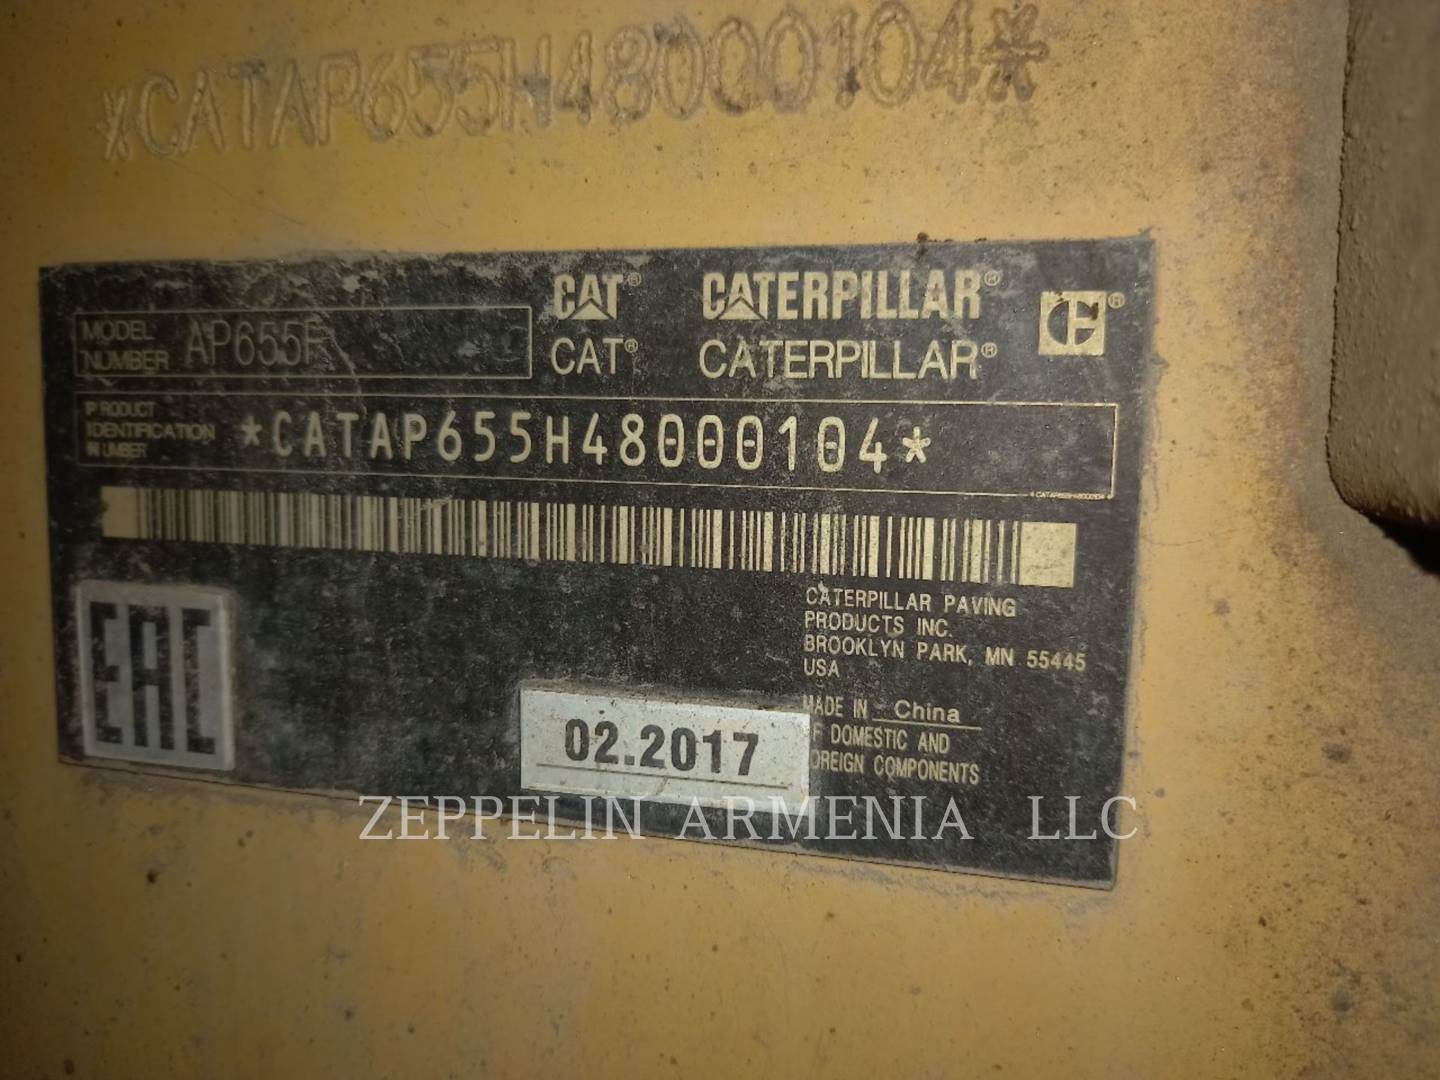 *CATAP655H48000104*
CAT® CATERPILLAR®
CAT® CATERPILLAR®
MODEL NUMBER AP655F
PRODUCT IDENTIFICATION NUMBER *CATAP655H48000104*
EAC
CATERPILLAR PAVING
PRODUCTS INC.
BROOKLYN PARK, MN 55445
USA
MADE IN China
OF DOMESTIC AND
FOREIGN COMPONENTS
02.2017
ZEPPELIN ARMENIA LLC